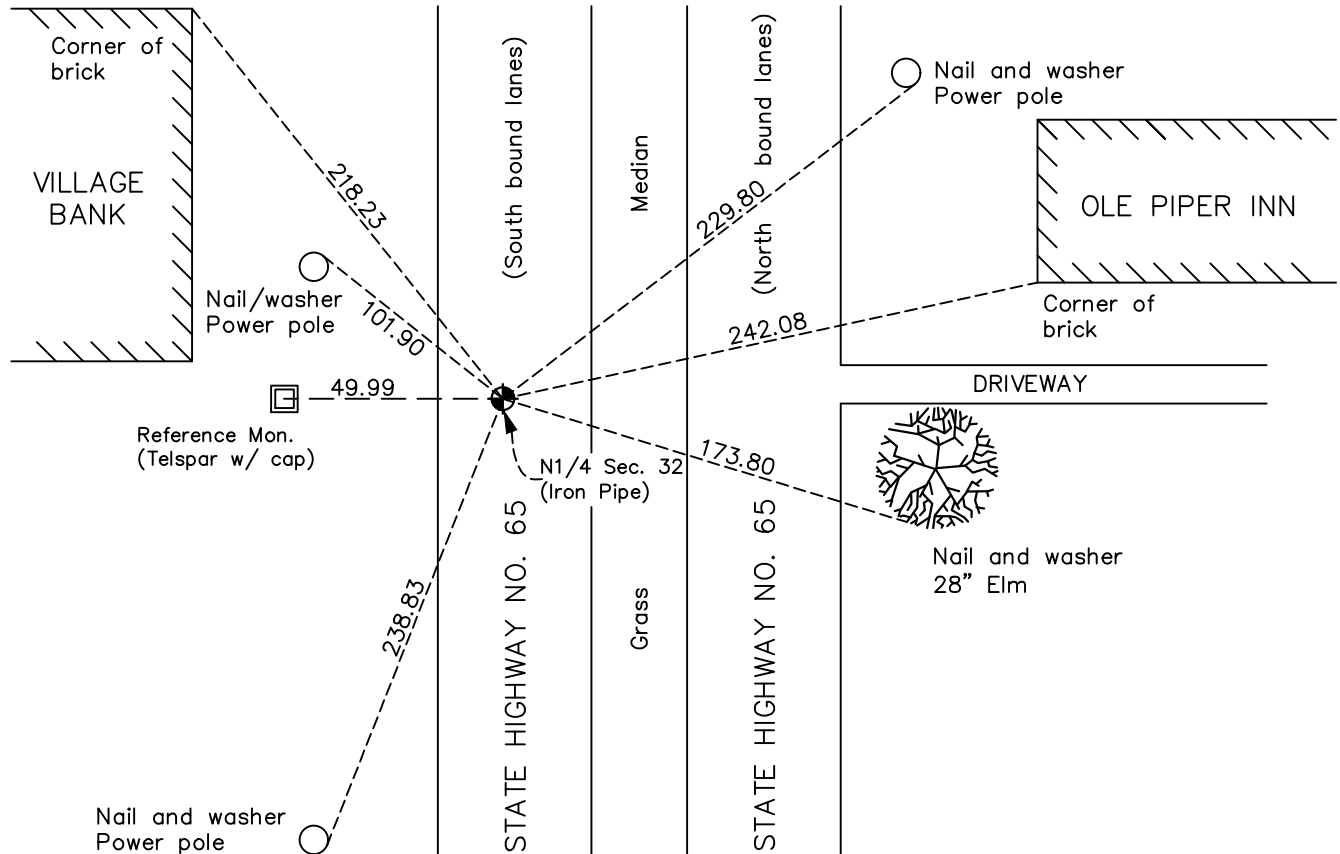 Corner of
brick
VILLAGE
BANK
218.23
(South bound lanes)
Median
(North bound lanes)
Nail and washer
Power pole
229.80
OLE PIPER INN
Nail/washer
Power pole
101.90
242.08
Corner of
brick
49.99
DRIVEWAY
Reference Mon.
(Telspar w/ cap)
N1/4 Sec. 32
(Iron Pipe)
173.80
Nail and washer
28" Elm
238.83
STATE HIGHWAY NO. 65
Grass
STATE HIGHWAY NO. 65
Nail and washer
Power pole